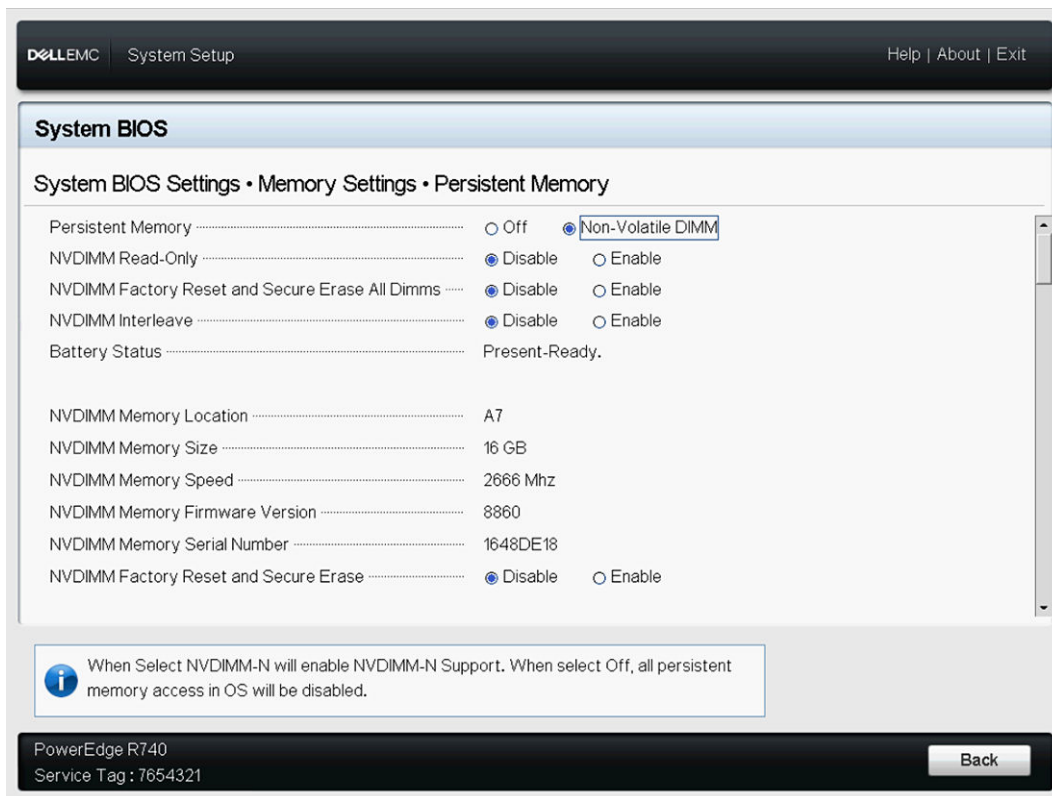 DELLEMC System Setup Help | About | Exit
System BIOS
System BIOS Settings • Memory Settings • Persistent Memory
Persistent Memory Off Non-Volatile DIMM
NVDIMM Read-Only Disable Enable
NVDIMM Factory Reset and Secure Erase All Dimms Disable Enable
NVDIMM Interleave Disable Enable
Battery Status Present-Ready.
NVDIMM Memory Location A7
NVDIMM Memory Size 16 GB
NVDIMM Memory Speed 2666 Mhz
NVDIMM Memory Firmware Version 8860
NVDIMM Memory Serial Number 1648DE18
NVDIMM Factory Reset and Secure Erase Disable Enable
When Select NVDIMM-N will enable NVDIMM-N Support. When select Off, all persistent
memory access in OS will be disabled.
PowerEdge R740
Service Tag : 7654321
Back